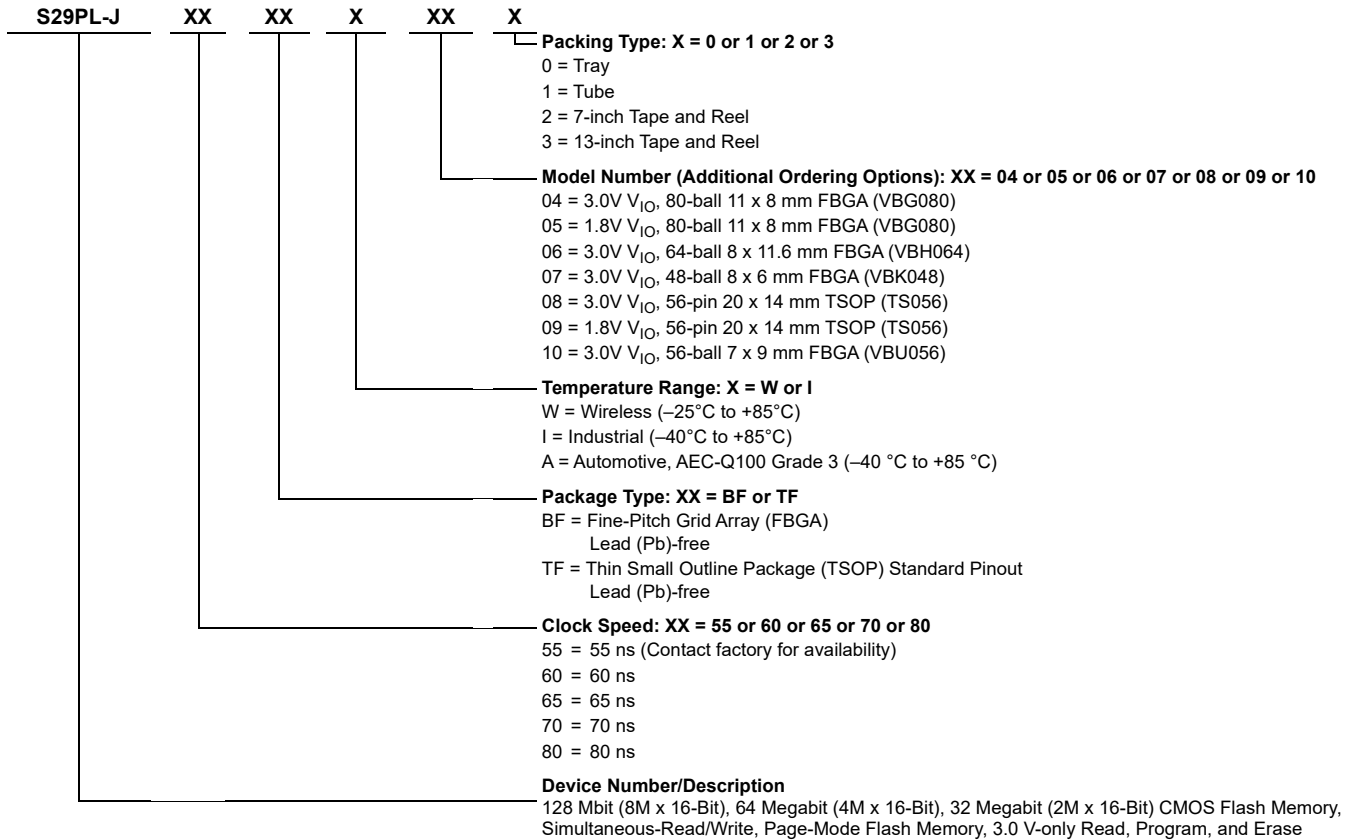 S29PL-J XX XX X XX X
Packing Type: X = 0 or 1 or 2 or 3
0 = Tray
1 = Tube
2 = 7-inch Tape and Reel
3 = 13-inch Tape and Reel
Model Number (Additional Ordering Options): XX = 04 or 05 or 06 or 07 or 08 or 09 or 10
04 = 3.0V VIO, 80-ball 11 x 8 mm FBGA (VBG080)
05 = 1.8V VIO, 80-ball 11 x 8 mm FBGA (VBG080)
06 = 3.0V VIO, 64-ball 8 x 11.6 mm FBGA (VBH064)
07 = 3.0V VIO, 48-ball 8 x 6 mm FBGA (VBK048)
08 = 3.0V VIO, 56-pin 20 x 14 mm TSOP (TS056)
09 = 1.8V VIO, 56-pin 20 x 14 mm TSOP (TS056)
10 = 3.0V VIO, 56-ball 7 x 9 mm FBGA (VBU056)
Temperature Range: X = W or I
W = Wireless (–25°C to +85°C)
I = Industrial (–40°C to +85°C)
A = Automotive, AEC-Q100 Grade 3 (–40 °C to +85 °C)
Package Type: XX = BF or TF
BF = Fine-Pitch Grid Array (FBGA)
Lead (Pb)-free
TF = Thin Small Outline Package (TSOP) Standard Pinout
Lead (Pb)-free
Clock Speed: XX = 55 or 60 or 65 or 70 or 80
55 = 55 ns (Contact factory for availability)
60 = 60 ns
65 = 65 ns
70 = 70 ns
80 = 80 ns
Device Number/Description
128 Mbit (8M x 16-Bit), 64 Megabit (4M x 16-Bit), 32 Megabit (2M x 16-Bit) CMOS Flash Memory,
Simultaneous-Read/Write, Page-Mode Flash Memory, 3.0 V-only Read, Program, and Erase